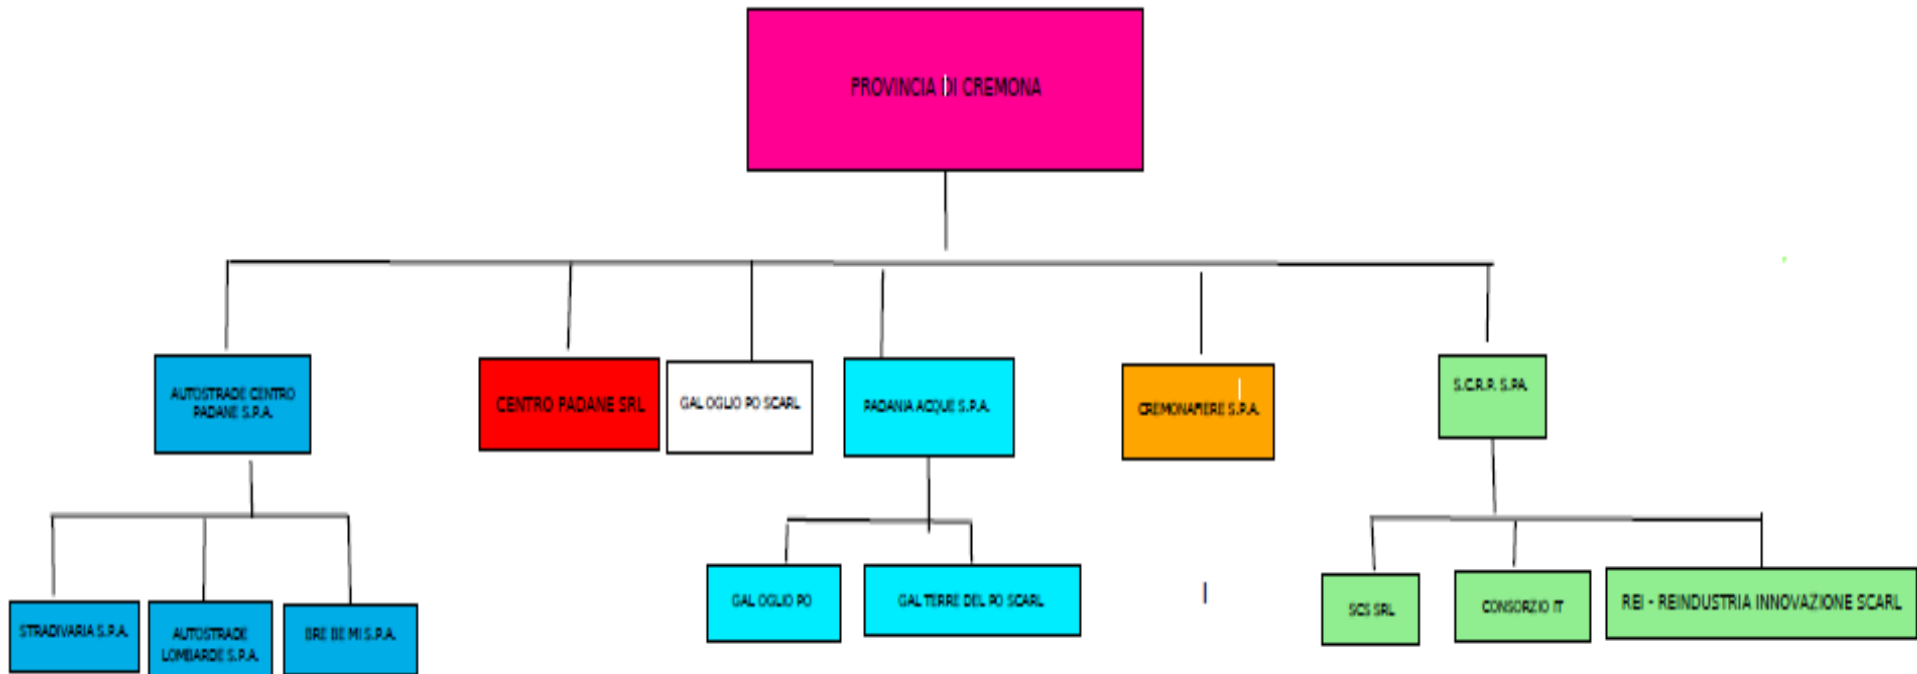 PROVINCIA DI CREMONA
AUTOSTRADE CENTRO
PADANE S.P.A.
CENTRO PADANE SRL
GAL OGLIO PO SCARL
PADANIA ACQUE S.P.A.
CREMONAFIERE S.P.A.
S.C.R.P. S.PA.
STRADIVARIA S.P.A.
AUTOSTRADE
LOMBARDE S.P.A.
BRE BE MI S.P.A.
GAL OGLIO PO
GAL TERRE DEL PO SCARL
SCS SRL
CONSORZIO IT
REI - REINDUSTRIA INNOVAZIONE SCARL